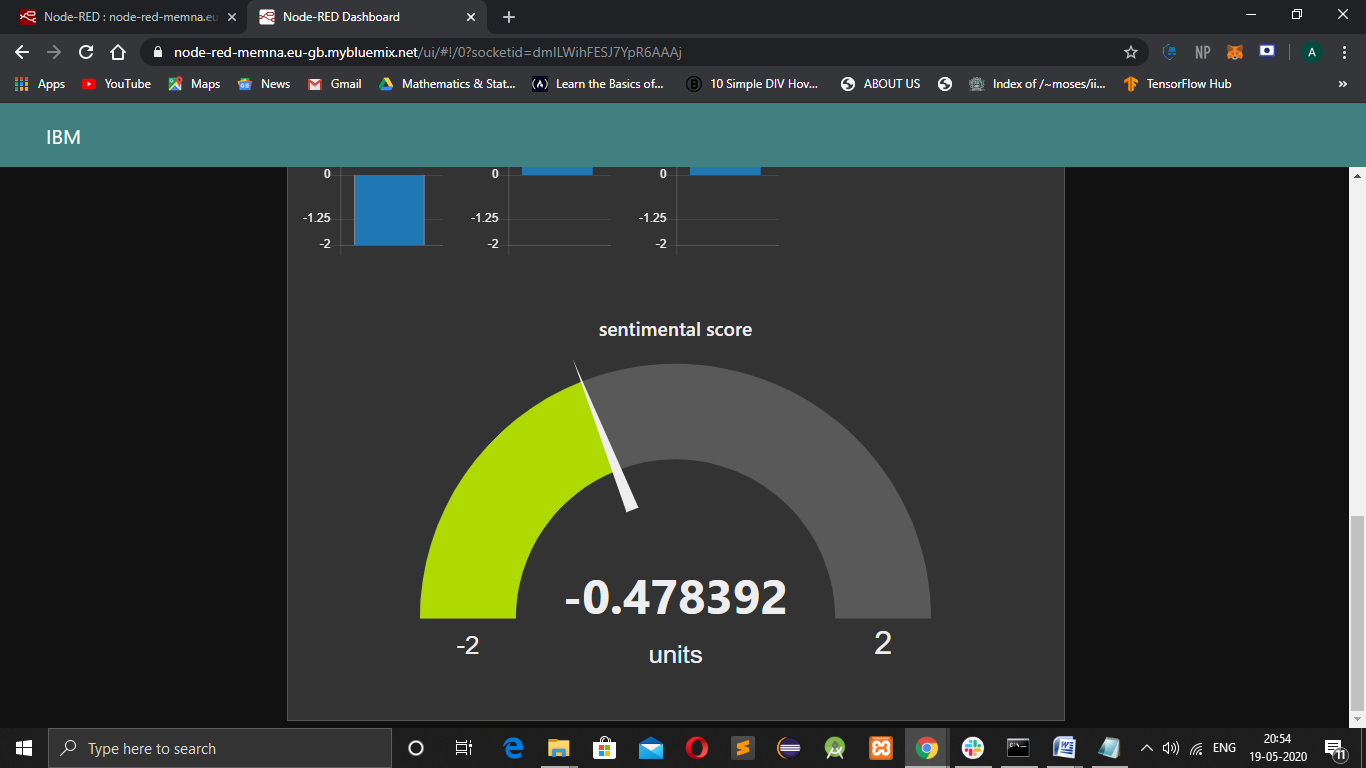 Node-RED : node-red-memna.eu
Node-RED Dashboard
node-red-memna.eu-gb.mybluemix.net/ui/#!/0?socketid=dmILWihFESJ7YpR6AAAj
NP
A
Apps YouTube Maps News Gmail Mathematics & Stat... Learn the Basics of... 10 Simple DIV Hov... ABOUT US Index of /~moses/ii... TensorFlow Hub »
IBM
0 0 0
-1.25 -1.25 -1.25
-2 -2 -2
sentimental score
-0.478392
-2 units 2
Type here to search
ENG
20:54
19-05-2020
11